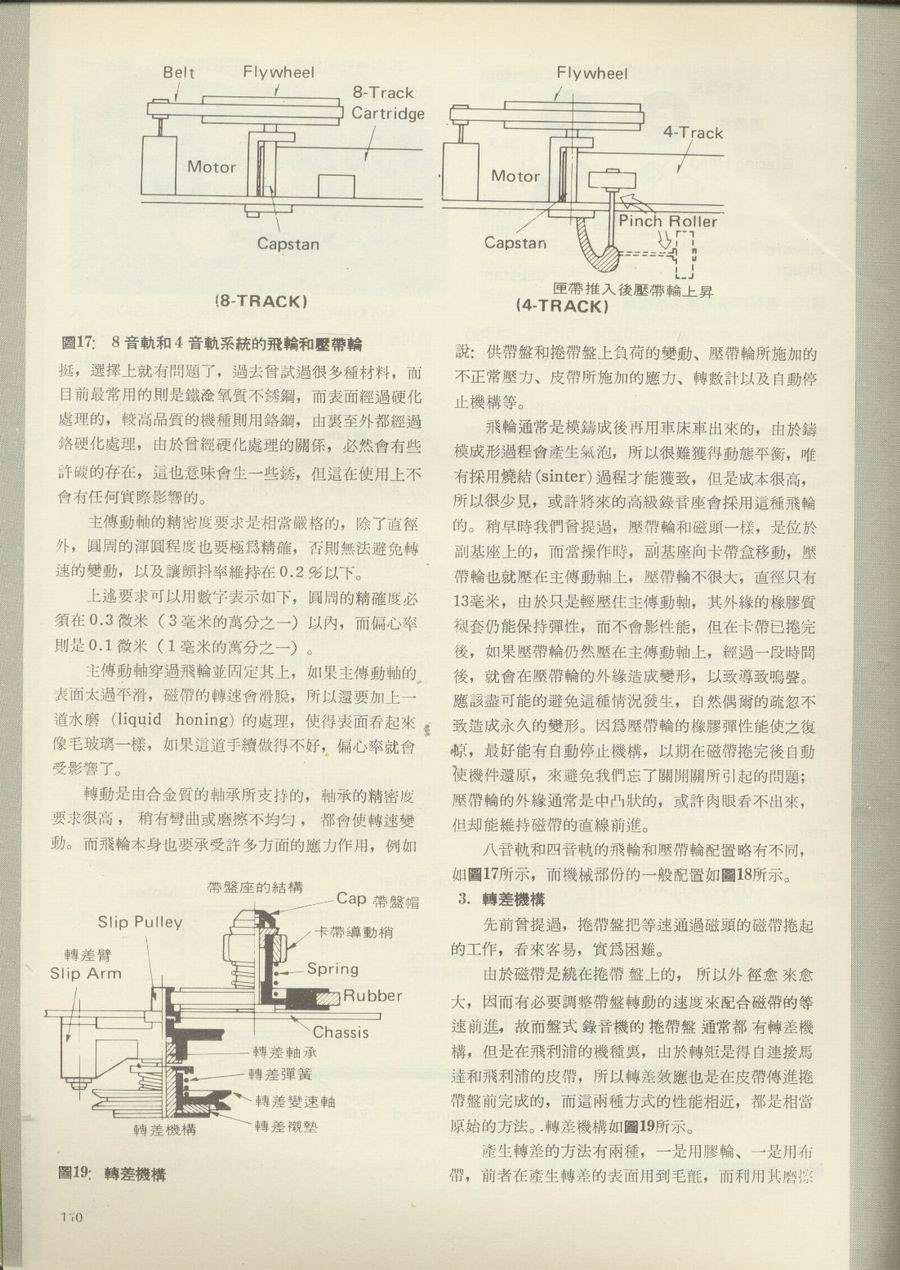 Belt
Flywheel
8-Track
Cartridge
Motor
Capstan
(8-TRACK)
Flywheel
4-Track
Motor
Pinch Roller
Capstan
匣帶推入後壓帶輪上昇
(4-TRACK)
圖17: 8音軌和4音軌系統的飛輪和壓帶輪
挺，選擇上就有問題了，過去曾試過很多種材料，而
目前最常用的則是鐵淦氧質不銹鋼，而表面經過硬化
處理的，較高品質的機種則用鉻鋼，由裏至外都經過
鉻硬化處理，由於曾經硬化處理的關係，必然會有些
許碳的存在，這也意味會生一些銹，但這在使用上不
會有任何實際影響的。
主傳動軸的精密度要求是相當嚴格的，除了直徑
外，圓周的渾圓程度也要極爲精確，否則無法避免轉
速的變動，以及讓顫抖率維持在0.2％以下。
上述要求可以用數字表示如下，圓周的精確度必
須在0.3微米（3毫米的萬分之一）以內，而偏心率
則是0.1微米（1毫米的萬分之一）。
主傳動軸穿過飛輪並固定其上，如果主傳動軸的
表面太過平滑，磁帶的轉速會滑脫，所以還要加上一
道水磨 (liquid honing) 的處理，使得表面看起來
像毛玻璃一樣，如果這道手續做得不好，偏心率就會
受影響了。
轉動是由合金質的軸承所支持的，軸承的精密度
要求很高，稍有彎曲或磨擦不均勻，都會使轉速變
動。而飛輪本身也要承受許多方面的應力作用，例如
帶盤座的結構
Cap 帶盤帽
Slip Pulley
卡帶導動梢
轉差臂
Slip Arm
Spring
Rubber
Chassis
轉差軸承
轉差彈簧
轉差變速軸
轉差機構
轉差襯墊
圖19: 轉差機構
110
說：供帶盤和捲帶盤上負荷的變動、壓帶輪所施加的
不正常壓力、皮帶所施加的應力、轉數計以及自動停
止機構等。
飛輪通常是模鑄成後再用車床車出來的，由於鑄
模成形過程會產生氣泡，所以很難獲得動態平衡，唯
有採用燒結(sinter)過程才能獲致，但是成本很高，
所以很少見，或許將來的高級錄音座會採用這種飛輪
的。稍早時我們曾提過，壓帶輪和磁頭一樣，是位於
副基座上的，而當操作時，副基座向卡帶盒移動，壓
帶輪也就壓在主傳動軸上，壓帶輪不很大，直徑只有
13毫米，由於只是輕壓住主傳動軸，其外緣的橡膠質
襯套仍能保持彈性，而不會影性能，但在卡帶已捲完
後，如果壓帶輪仍然壓在主傳動軸上，經過一段時間
後，就會在壓帶輪的外緣造成變形，以致導致鳴聲。
應該盡可能的避免這種情況發生，自然偶爾的疏忽不
致造成永久的變形。因爲壓帶輪的橡膠彈性能使之復
原，最好能有自動停止機構，以期在磁帶捲完後自動
使機件還原，來避免我們忘了關開關所引起的問題；
壓帶輪的外緣通常是中凸狀的，或許肉眼看不出來，
但却能維持磁帶的直線前進。
八音軌和四音軌的飛輪和壓帶輪配置略有不同，
如圖17所示，而機械部份的一般配置如圖18所示。
3. 轉差機構
先前曾提過，捲帶盤把等速通過磁頭的磁帶捲起
的工作，看來容易，實爲困難。
由於磁帶是繞在捲帶盤上的，所以外徑愈來愈
大，因而有必要調整帶盤轉動的速度來配合磁帶的等
速前進，故而盤式錄音機的捲帶盤通常都有轉差機
構，但是在飛利浦的機種裏，由於轉矩是得自連接馬
達和飛利浦的皮帶，所以轉差效應也是在皮帶傳進捲
帶盤前完成的，而這兩種方式的性能相近，都是相當
原始的方法。轉差機構如圖19所示。
產生轉差的方法有兩種，一是用膠輪、一是用布
帶，前者在產生轉差的表面用到毛氈，而利用其磨擦